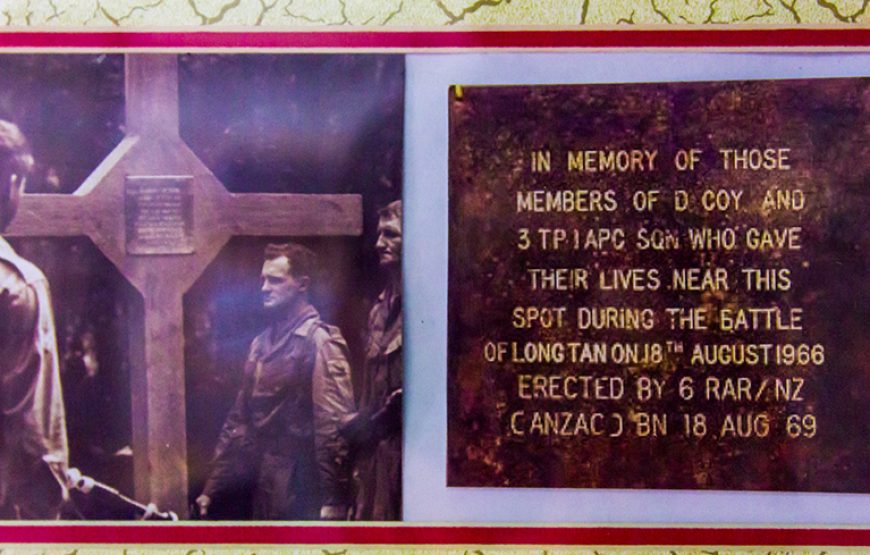 IN MEMORY OF THOSE
MEMBERS OF D COY AND
3 TP 1 APC SQN WHO GAVE
THEIR LIVES NEAR THIS
SPOT DURING THE BATTLE
OF LONG TAN ON 18TH AUGUST 1966
ERECTED BY 6 RAR/NZ
(ANZAC) BN 18 AUG 69